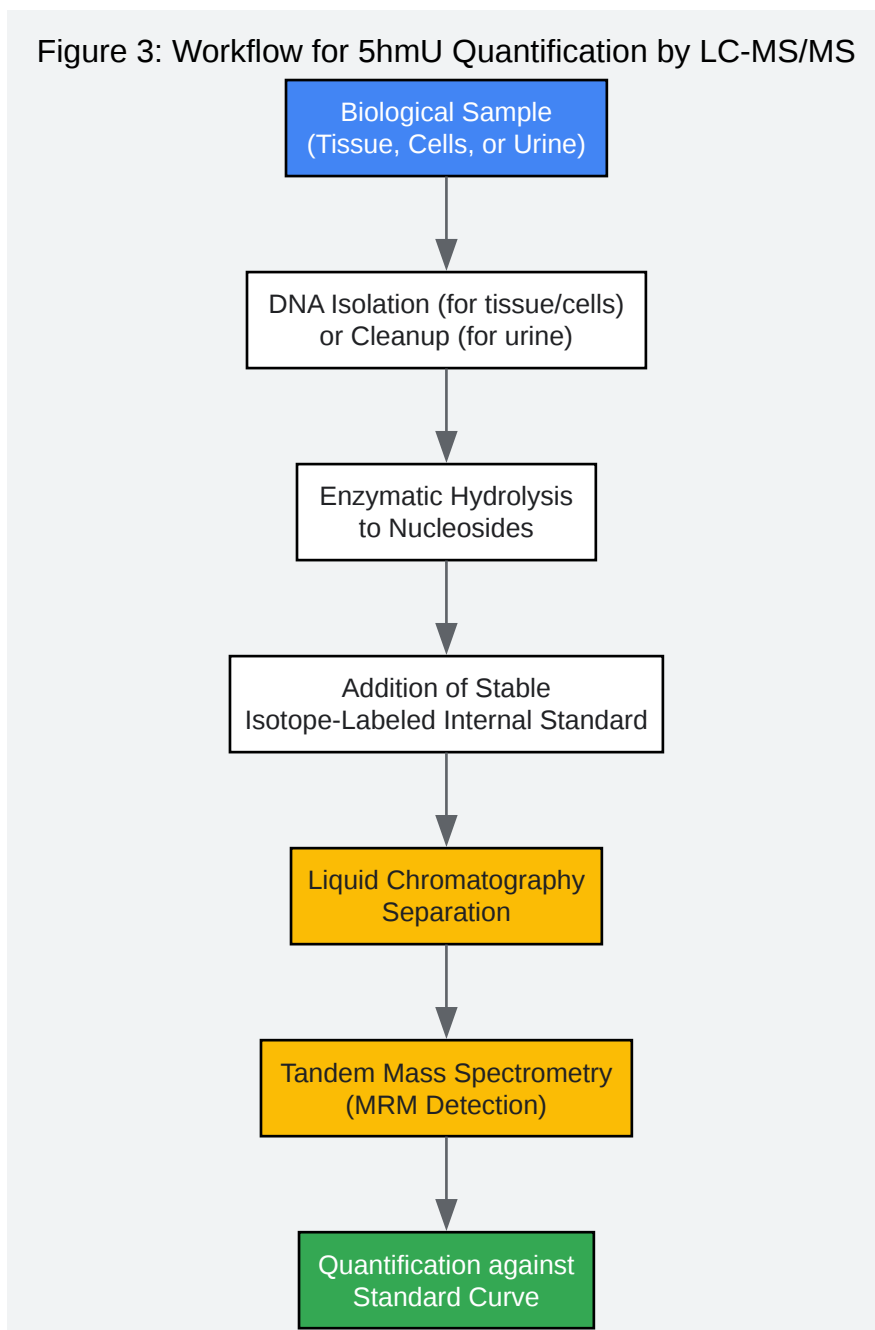 Figure 3: Workflow for 5hmU Quantification by LC-MS/MS
Biological Sample
(Tissue, Cells, or Urine)
DNA Isolation (for tissue/cells)
or Cleanup (for urine)
Enzymatic Hydrolysis
to Nucleosides
Addition of Stable
Isotope-Labeled Internal Standard
Liquid Chromatography
Separation
Tandem Mass Spectrometry
(MRM Detection)
Quantification against
Standard Curve